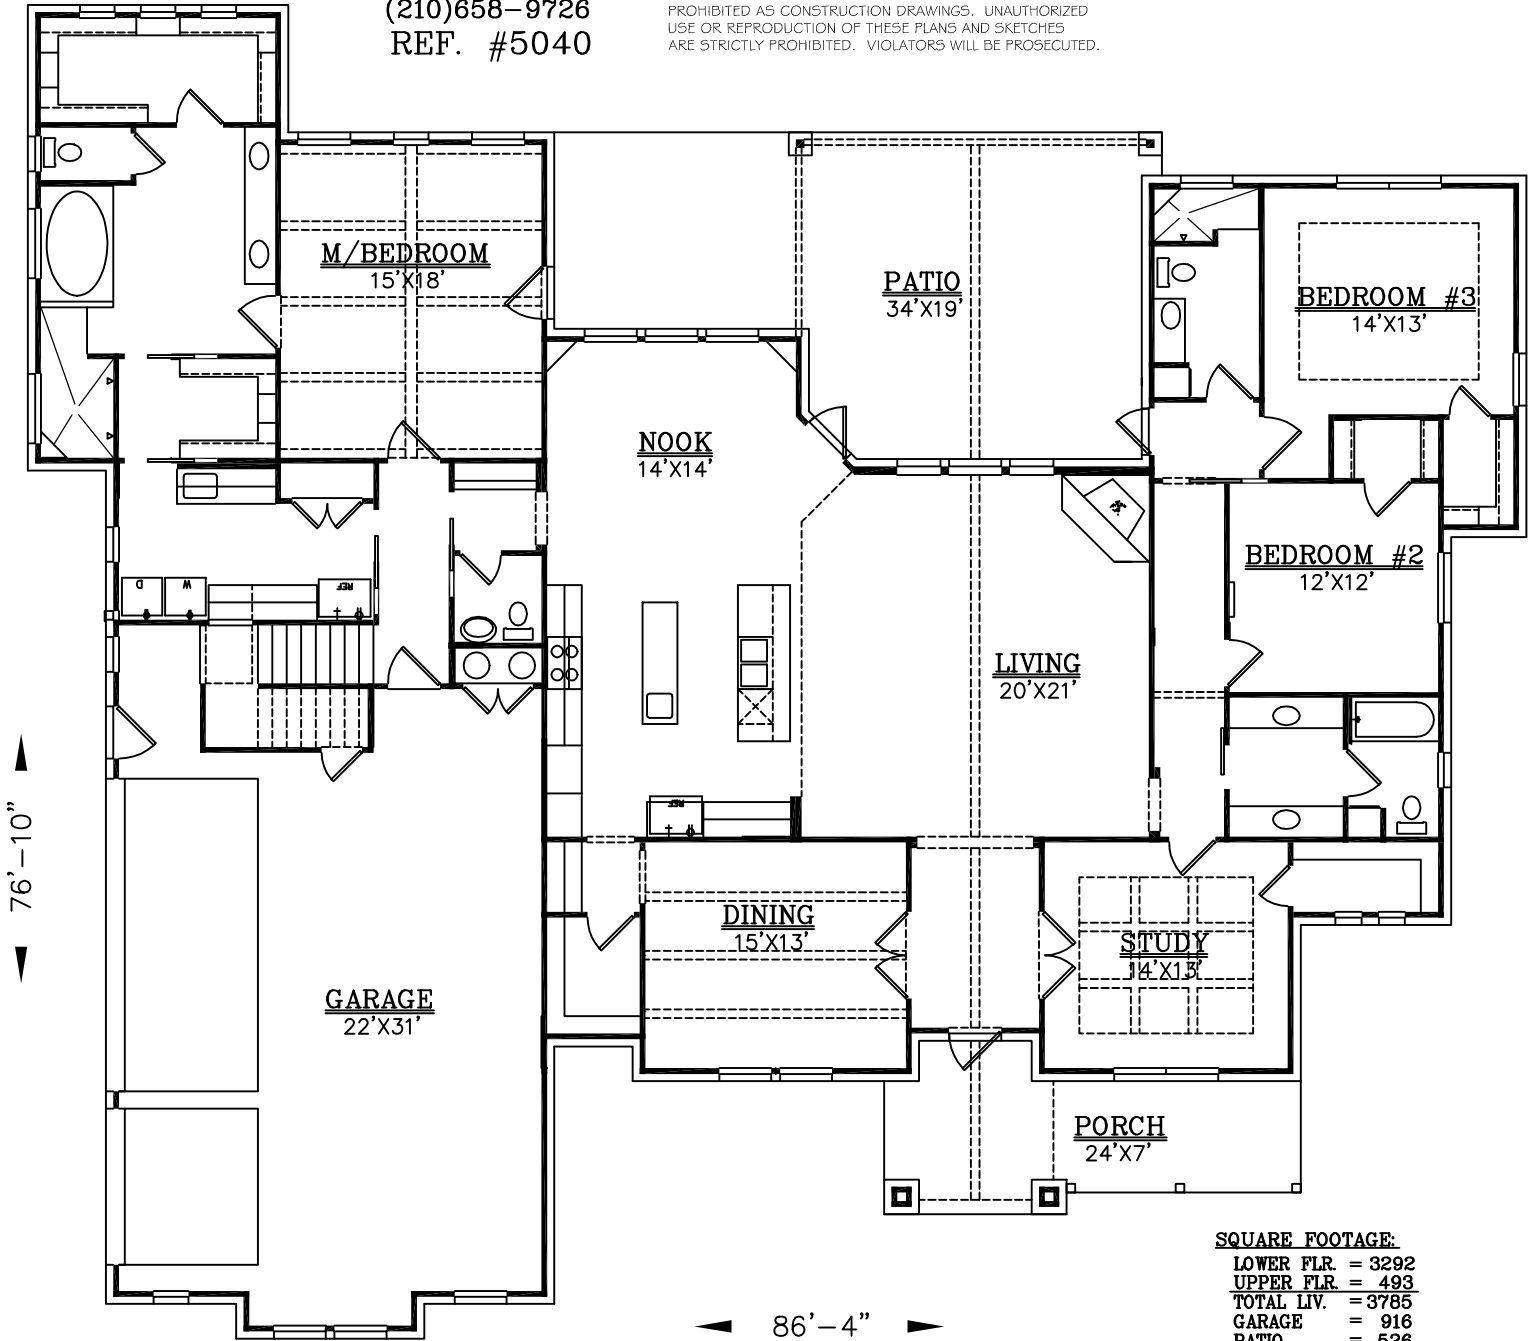 (210)658-9726
REF. #5040
PROHIBITED AS CONSTRUCTION DRAWINGS. UNAUTHORIZED
USE OR REPRODUCTION OF THESE PLANS AND SKETCHES
ARE STRICTLY PROHIBITED. VIOLATORS WILL BE PROSECUTED.
M/BEDROOM
15'X18'
PATIO
34'X19'
BEDROOM #3
14'X13'
NOOK
14'X14'
BEDROOM #2
12'X12'
D
W
REF
LIVING
20'X21'
REF
76'-10"
DINING
15'X13'
STUDY
14'X13'
GARAGE
22'X31'
PORCH
24'X7'
86'-4"
SQUARE FOOTAGE:
LOWER FLR. = 3292
UPPER FLR. = 493
TOTAL LIV. = 3785
GARAGE = 916
PATIO = 526